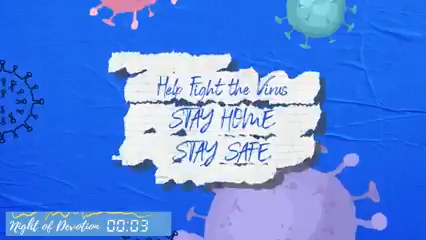 Help Fight the Virus
STAY HOME
STAY SAFE
Night of Devotion 00:03